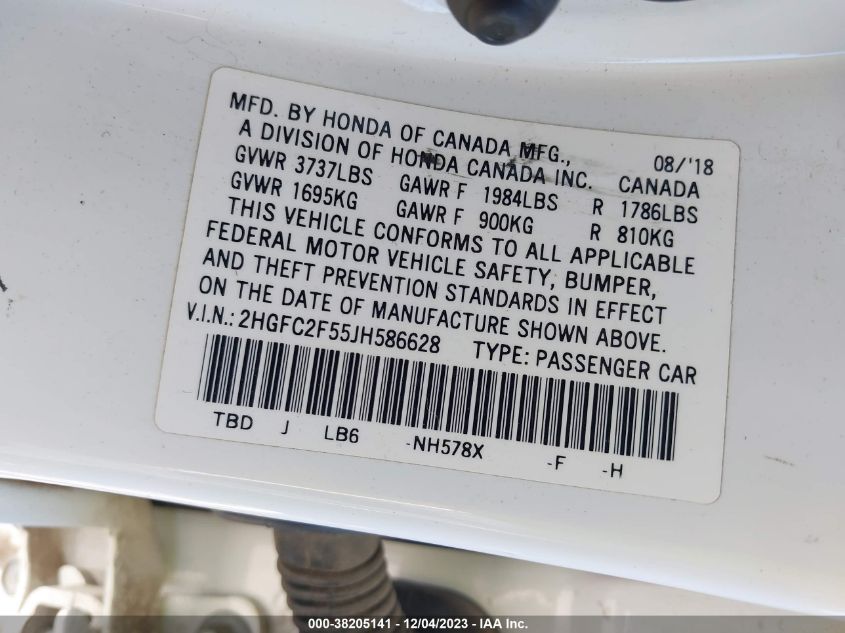 MFD. BY HONDA OF CANADA MFG., 08/'18
A DIVISION OF HONDA CANADA INC. CANADA
GVWR 3737LBS GAWR F 1984LBS R 1786LBS
GVWR 1695KG GAWR F 900KG R 810KG
THIS VEHICLE CONFORMS TO ALL APPLICABLE
FEDERAL MOTOR VEHICLE SAFETY, BUMPER,
AND THEFT PREVENTION STANDARDS IN EFFECT
ON THE DATE OF MANUFACTURE SHOWN ABOVE.
V.I.N.: 2HGFC2F55JH586628 TYPE: PASSENGER CAR
TBD J LB6 -NH578X -F -H
000-38205141 - 12/04/2023 - IAA Inc.